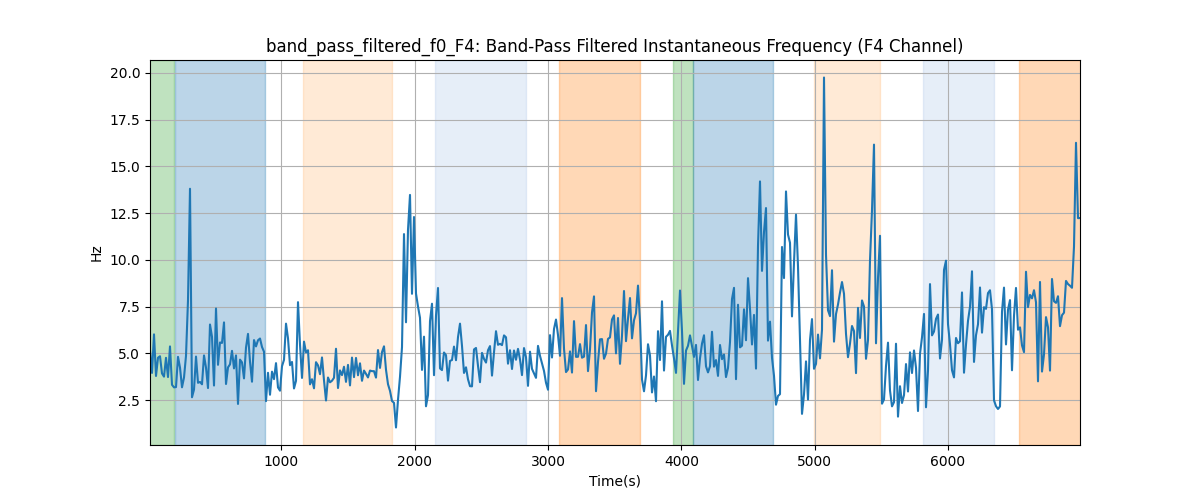 band_pass_filtered_f0_F4: Band-Pass Filtered Instantaneous Frequency (F4 Channel)
20.0
17.5
15.0
12.5
10.0
7.5
5.0
2.5
Hz
1000 2000 3000 4000 5000 6000
Time(s)